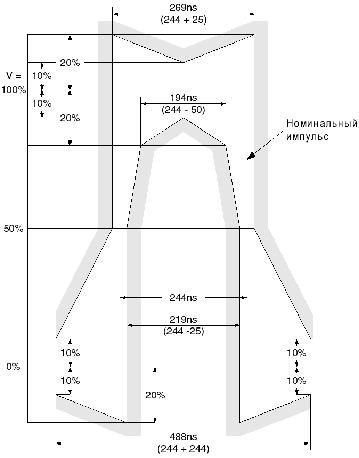 269ns
(244 + 25)
20%
V =
10%
100%
10%
20%
194ns
(244 - 50)
Номинальный
импульс
50%
244ns
219ns
(244 -25)
10%
10%
0%
10%
10%
20%
488ns
(244 + 244)